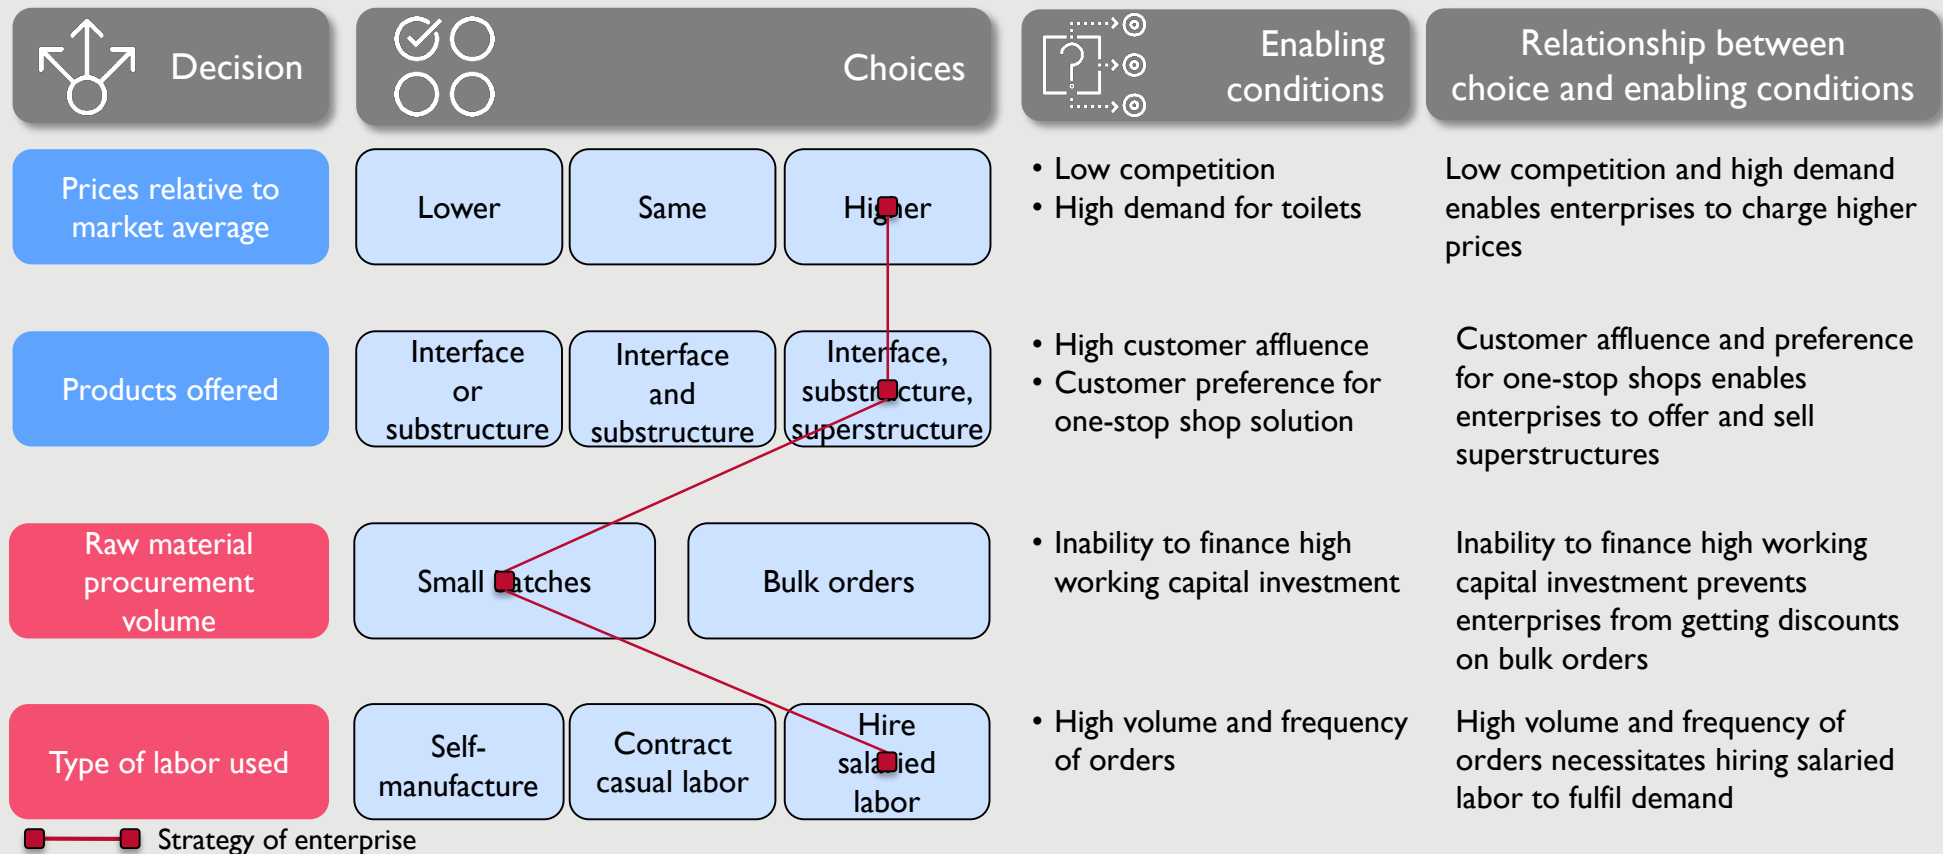 Decision
Choices
Enabling
conditions
Relationship between
choice and enabling conditions
Prices relative to
market average
Lower
Same
Higher
• Low competition
• High demand for toilets
Low competition and high demand
enables enterprises to charge higher
prices
Products offered
Interface
or
substructure
Interface
and
substructure
Interface,
substructure,
superstructure
• High customer affluence
• Customer preference for
one-stop shop solution
Customer affluence and preference
for one-stop shops enables
enterprises to offer and sell
superstructures
Raw material
procurement
volume
Small batches
Bulk orders
• Inability to finance high
working capital investment
Inability to finance high working
capital investment prevents
enterprises from getting discounts
on bulk orders
Type of labor used
Self-
manufacture
Contract
casual labor
Hire
salaried
labor
• High volume and frequency
of orders
High volume and frequency of
orders necessitates hiring salaried
labor to fulfil demand
Strategy of enterprise